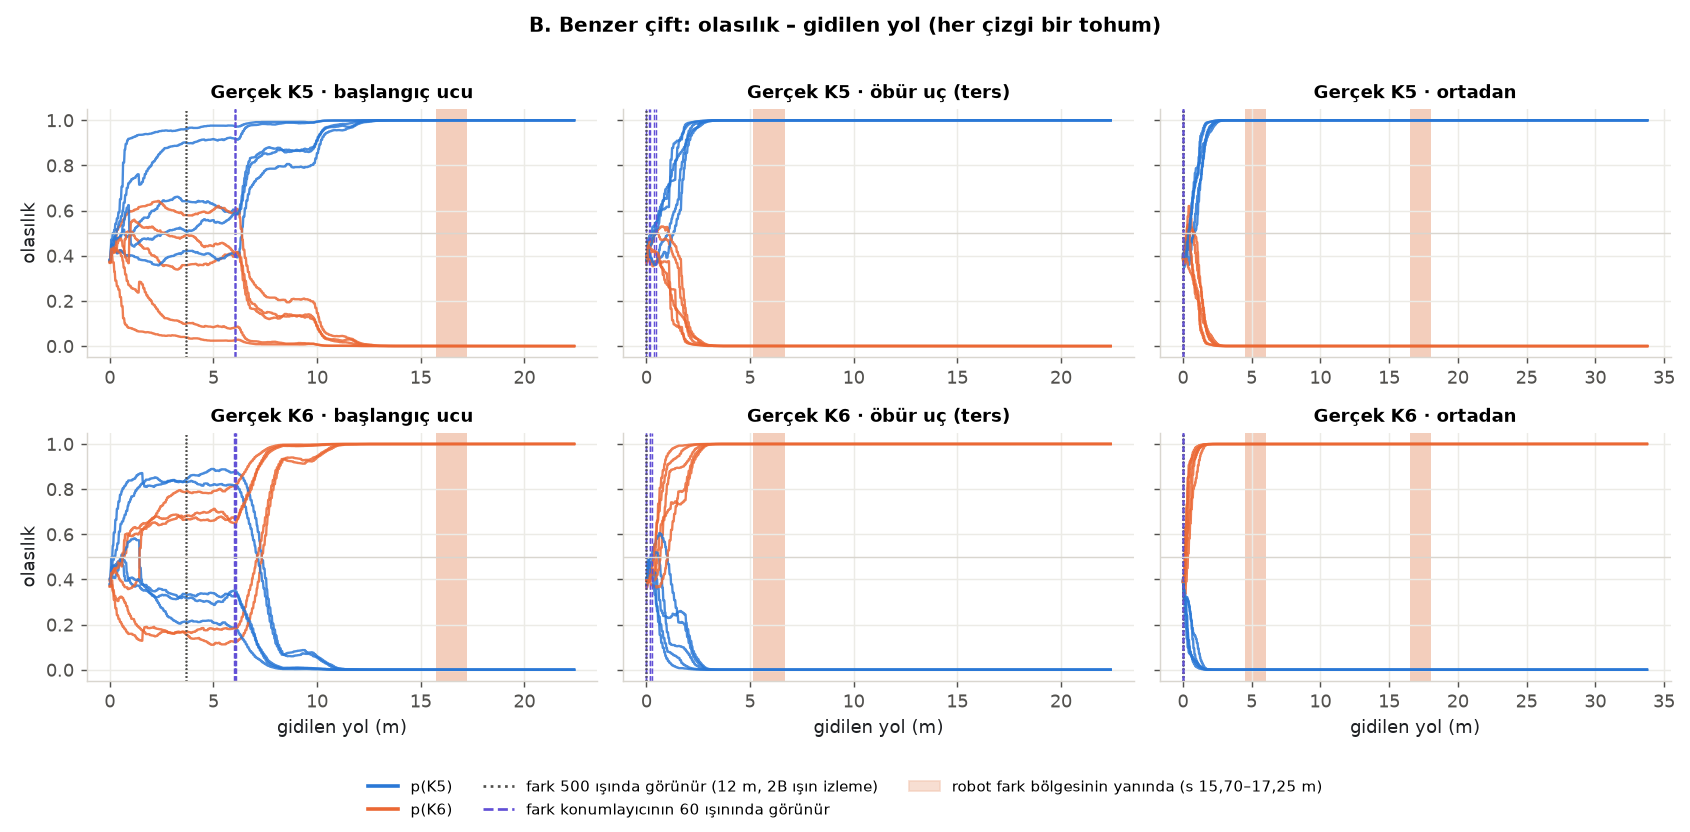 B. Benzer çift: olasılık – gidilen yol (her çizgi bir tohum)
Gerçek K5 · başlangıç ucu
Gerçek K5 · öbür uç (ters)
Gerçek K5 · ortadan
olasılık
1.0
0.8
0.6
0.4
0.2
0.0
0 5 10 15 20
0 5 10 15 20
0 5 10 15 20 25 30 35
Gerçek K6 · başlangıç ucu
Gerçek K6 · öbür uç (ters)
Gerçek K6 · ortadan
olasılık
1.0
0.8
0.6
0.4
0.2
0.0
0 5 10 15 20
0 5 10 15 20
0 5 10 15 20 25 30 35
gidilen yol (m)
gidilen yol (m)
gidilen yol (m)
p(K5)
p(K6)
fark 500 ışında görünür (12 m, 2B ışın izleme)
fark konumlayıcının 60 ışınında görünür
robot fark bölgesinin yanında (s 15,70–17,25 m)